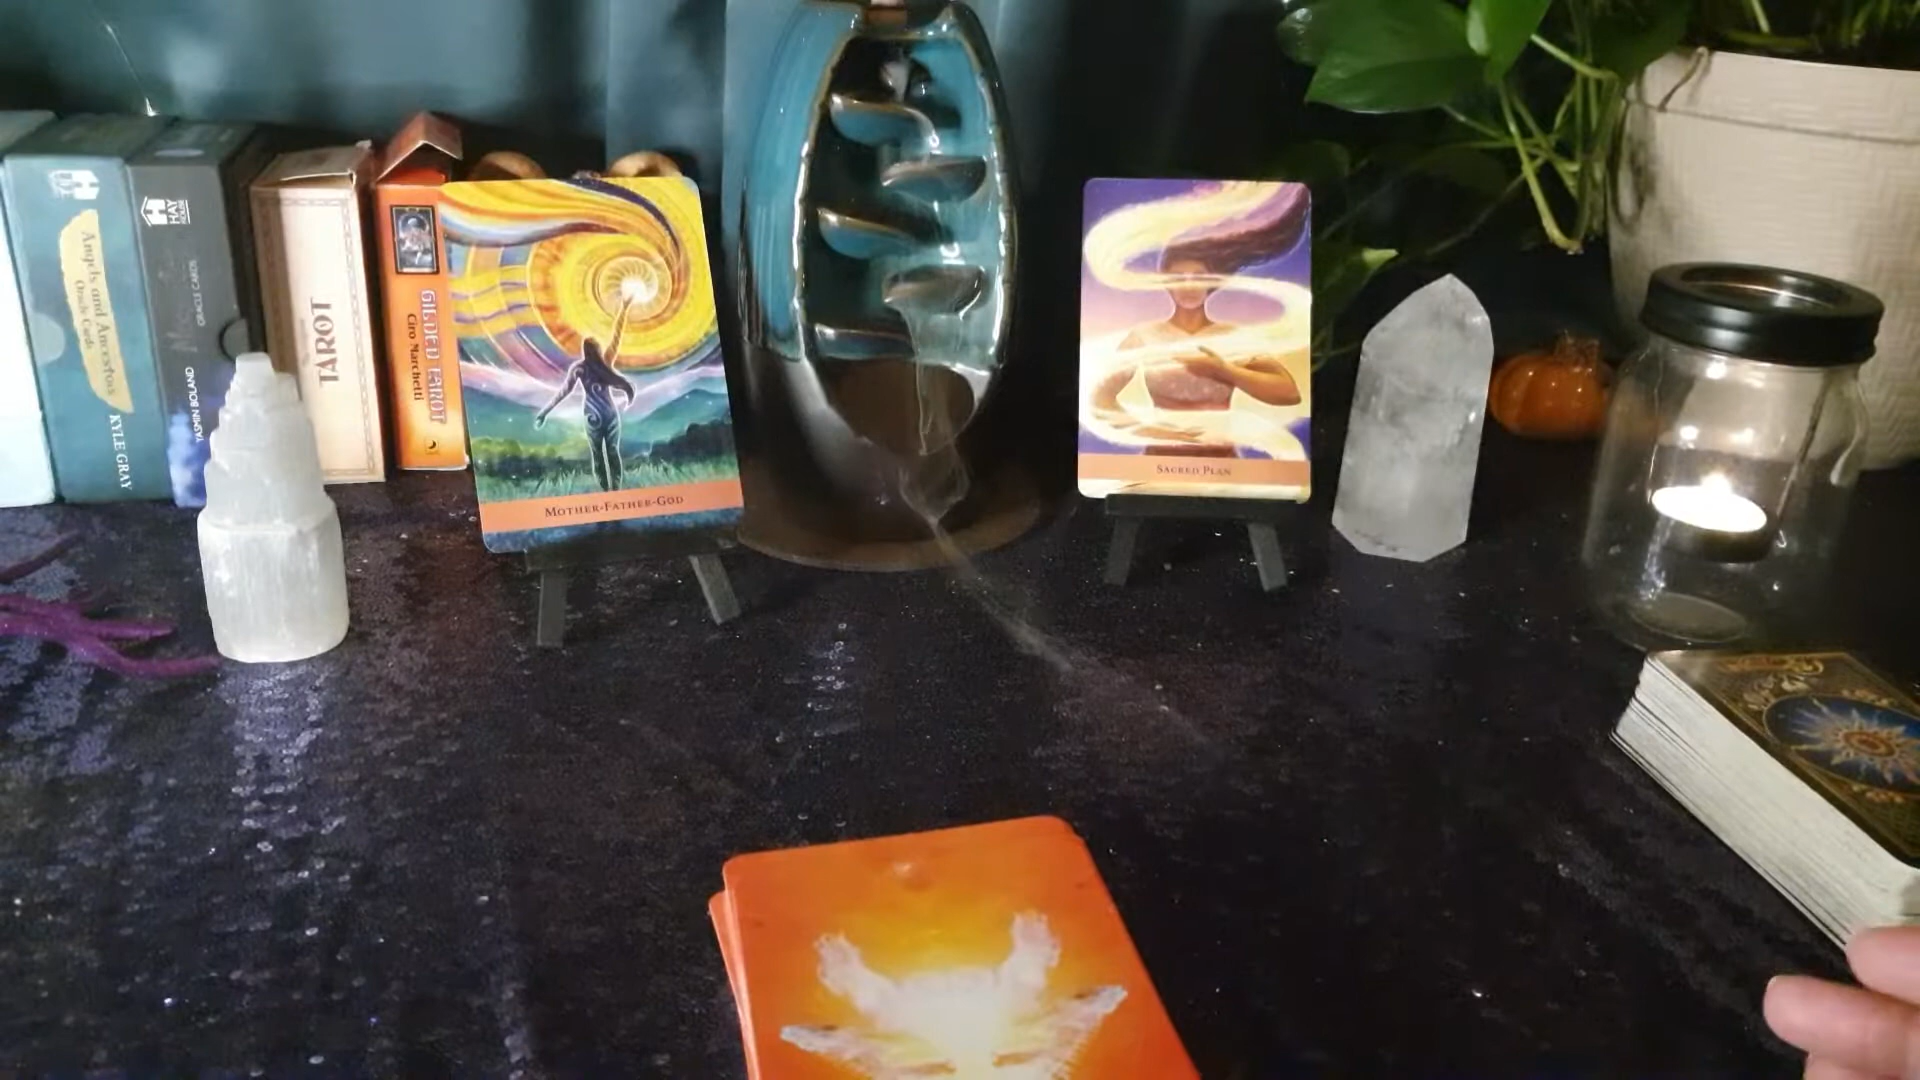 Angels and Ancestors
Oracle Cards
KYLE GRAY
HAY
HOUSE
ORACLE CARDS
YASMIN BOLAND
TAROT
GILDED TAROT
Ciro Marchetti
MOTHER-FATHER-GOD
SACRED PLAN